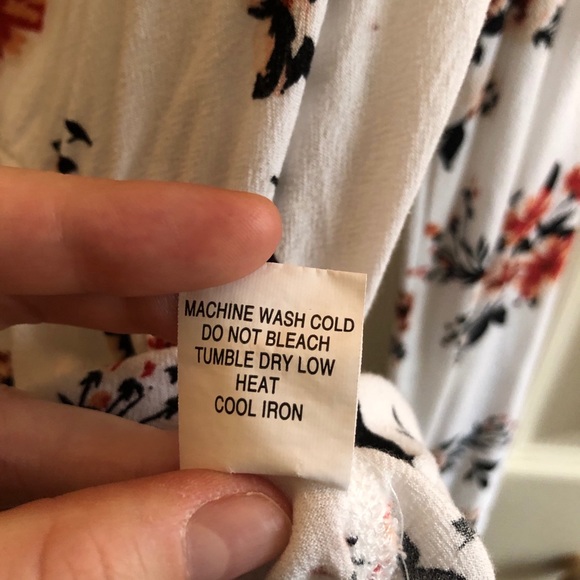 MACHINE WASH COLD
DO NOT BLEACH
TUMBLE DRY LOW
HEAT
COOL IRON